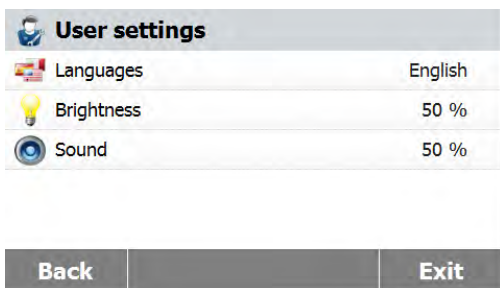 User settings
Languages English
Brightness 50 %
Sound 50 %
Back Exit